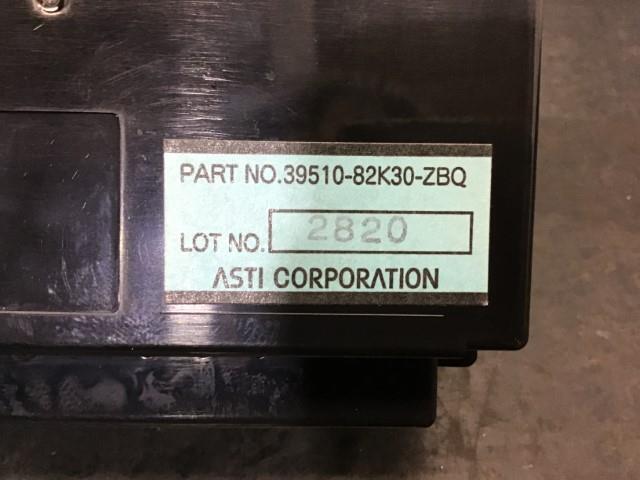 PART NO.39510-82K30-ZBQ
LOT NO. 2820
ASTI CORPORATION